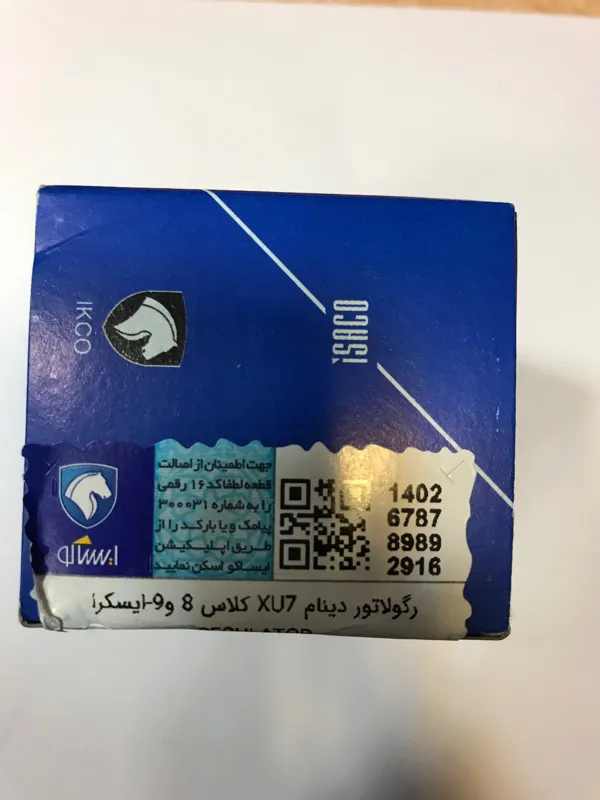 IKCO
ISACO
ایساکو
جهت اطمینان از اصالت
قطعه لطفا کد ۱۶ رقمی
را به شماره ۳۰۰۰۳۱
پیامک و یا بارکد را از
طریق اپلیکیشن
ایساکو اسکن نمایید
1402
6787
8989
2916
رگولاتور دینام XU7 کلاس 8 و9-ایسکرا